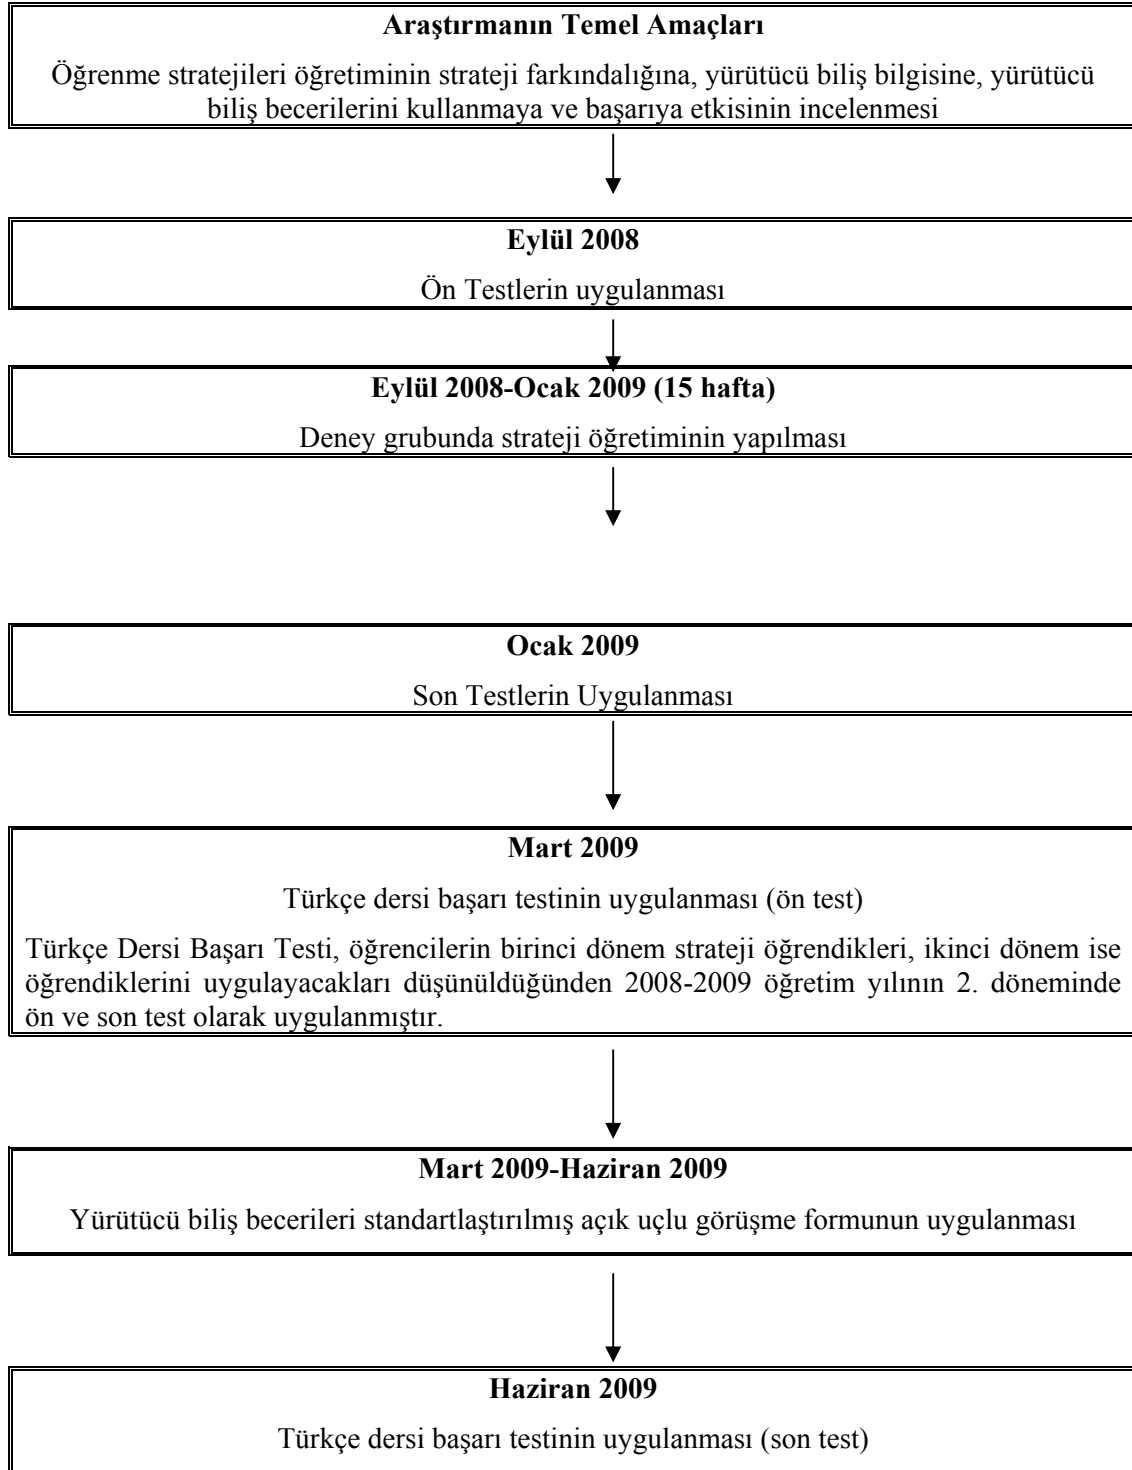 Araştırmanın Temel Amaçları
Öğrenme stratejileri öğretiminin strateji farkındalığına, yürütücü biliş bilgisine, yürütücü
biliş becerilerini kullanmaya ve başarıya etkisinin incelenmesi
Eylül 2008
Ön Testlerin uygulanması
Eylül 2008-Ocak 2009 (15 hafta)
Deney grubunda strateji öğretiminin yapılması
Ocak 2009
Son Testlerin Uygulanması
Mart 2009
Türkçe dersi başarı testinin uygulanması (ön test)
Türkçe Dersi Başarı Testi, öğrencilerin birinci dönem strateji öğrendikleri, ikinci dönem ise
öğrendiklerini uygulayacakları düşünüldüğünden 2008-2009 öğretim yılının 2. döneminde
ön ve son test olarak uygulanmıştır.
Mart 2009-Haziran 2009
Yürütücü biliş becerileri standartlaştırılmış açık uçlu görüşme formunun uygulanması
Haziran 2009
Türkçe dersi başarı testinin uygulanması (son test)